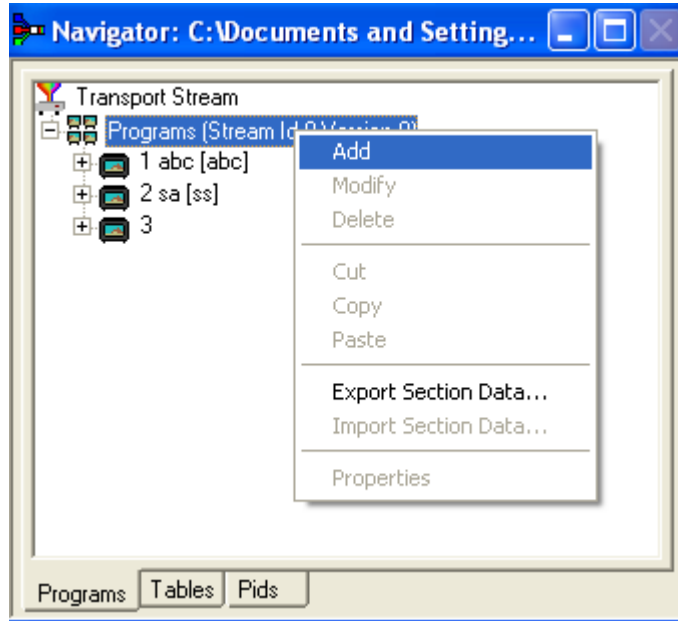 Navigator: C:\Documents and Setting...
Transport Stream
Programs (Stream Id 0 Version 0)
1 abc [abc]
2 sa [ss]
3
Add
Modify
Delete
Cut
Copy
Paste
Export Section Data...
Import Section Data...
Properties
Programs Tables Pids